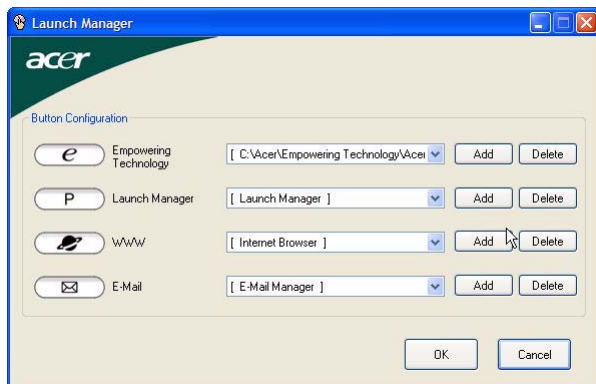 Launch Manager
acer
Button Configuration
e Empowering Technology [ C:\Acer\Empowering Technology\Acer Add Delete
P Launch Manager [ Launch Manager ] Add Delete
WWW [ Internet Browser ] Add Delete
E-Mail [ E-Mail Manager ] Add Delete
OK Cancel